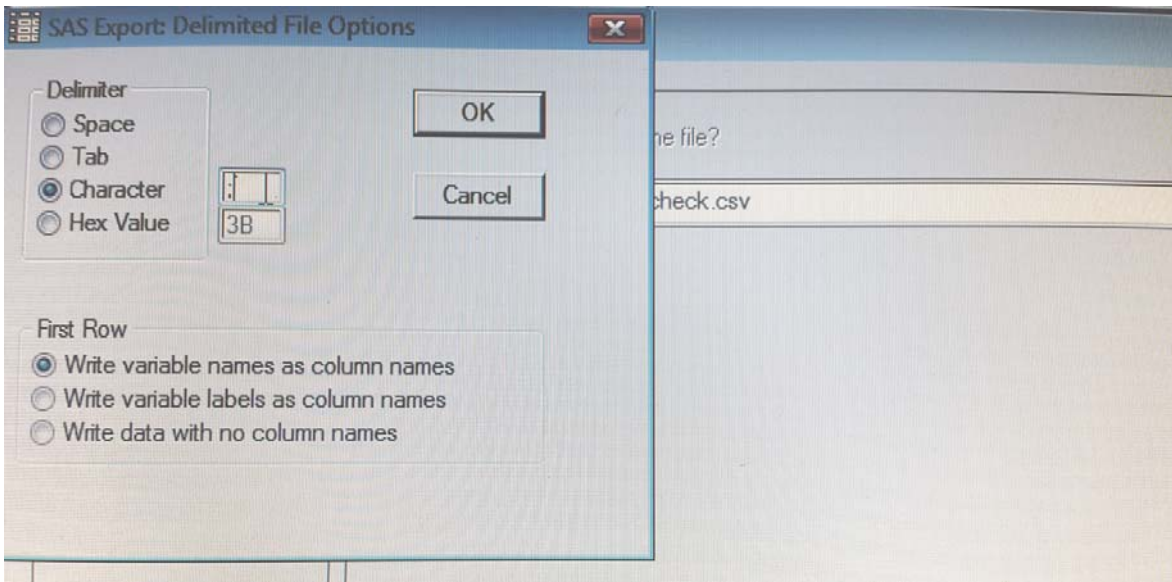 SAS Export: Delimited File Options
Delimiter
Space
Tab
Character
;
Hex Value
3B
OK
Cancel
First Row
Write variable names as column names
Write variable labels as column names
Write data with no column names
file?
check.csv